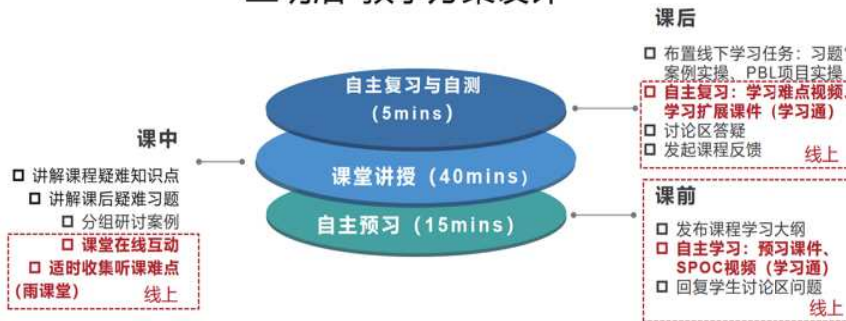 课后
布置线下学习任务：习题
案例实操、PBL项目实操
自主复习：学习难点视频、
学习扩展课件（学习通）
讨论区答疑
发起课程反馈
线上
自主复习与自测
(5mins)
课堂讲授（40mins）
自主预习（15mins）
课中
讲解课程疑难知识点
讲解课后疑难习题
分组研讨案例
课堂在线互动
适时收集听课难点
(雨课堂)
线上
课前
发布课程学习大纲
自主学习：预习课件、
SPOC视频（学习通）
回复学生讨论区问题
线上